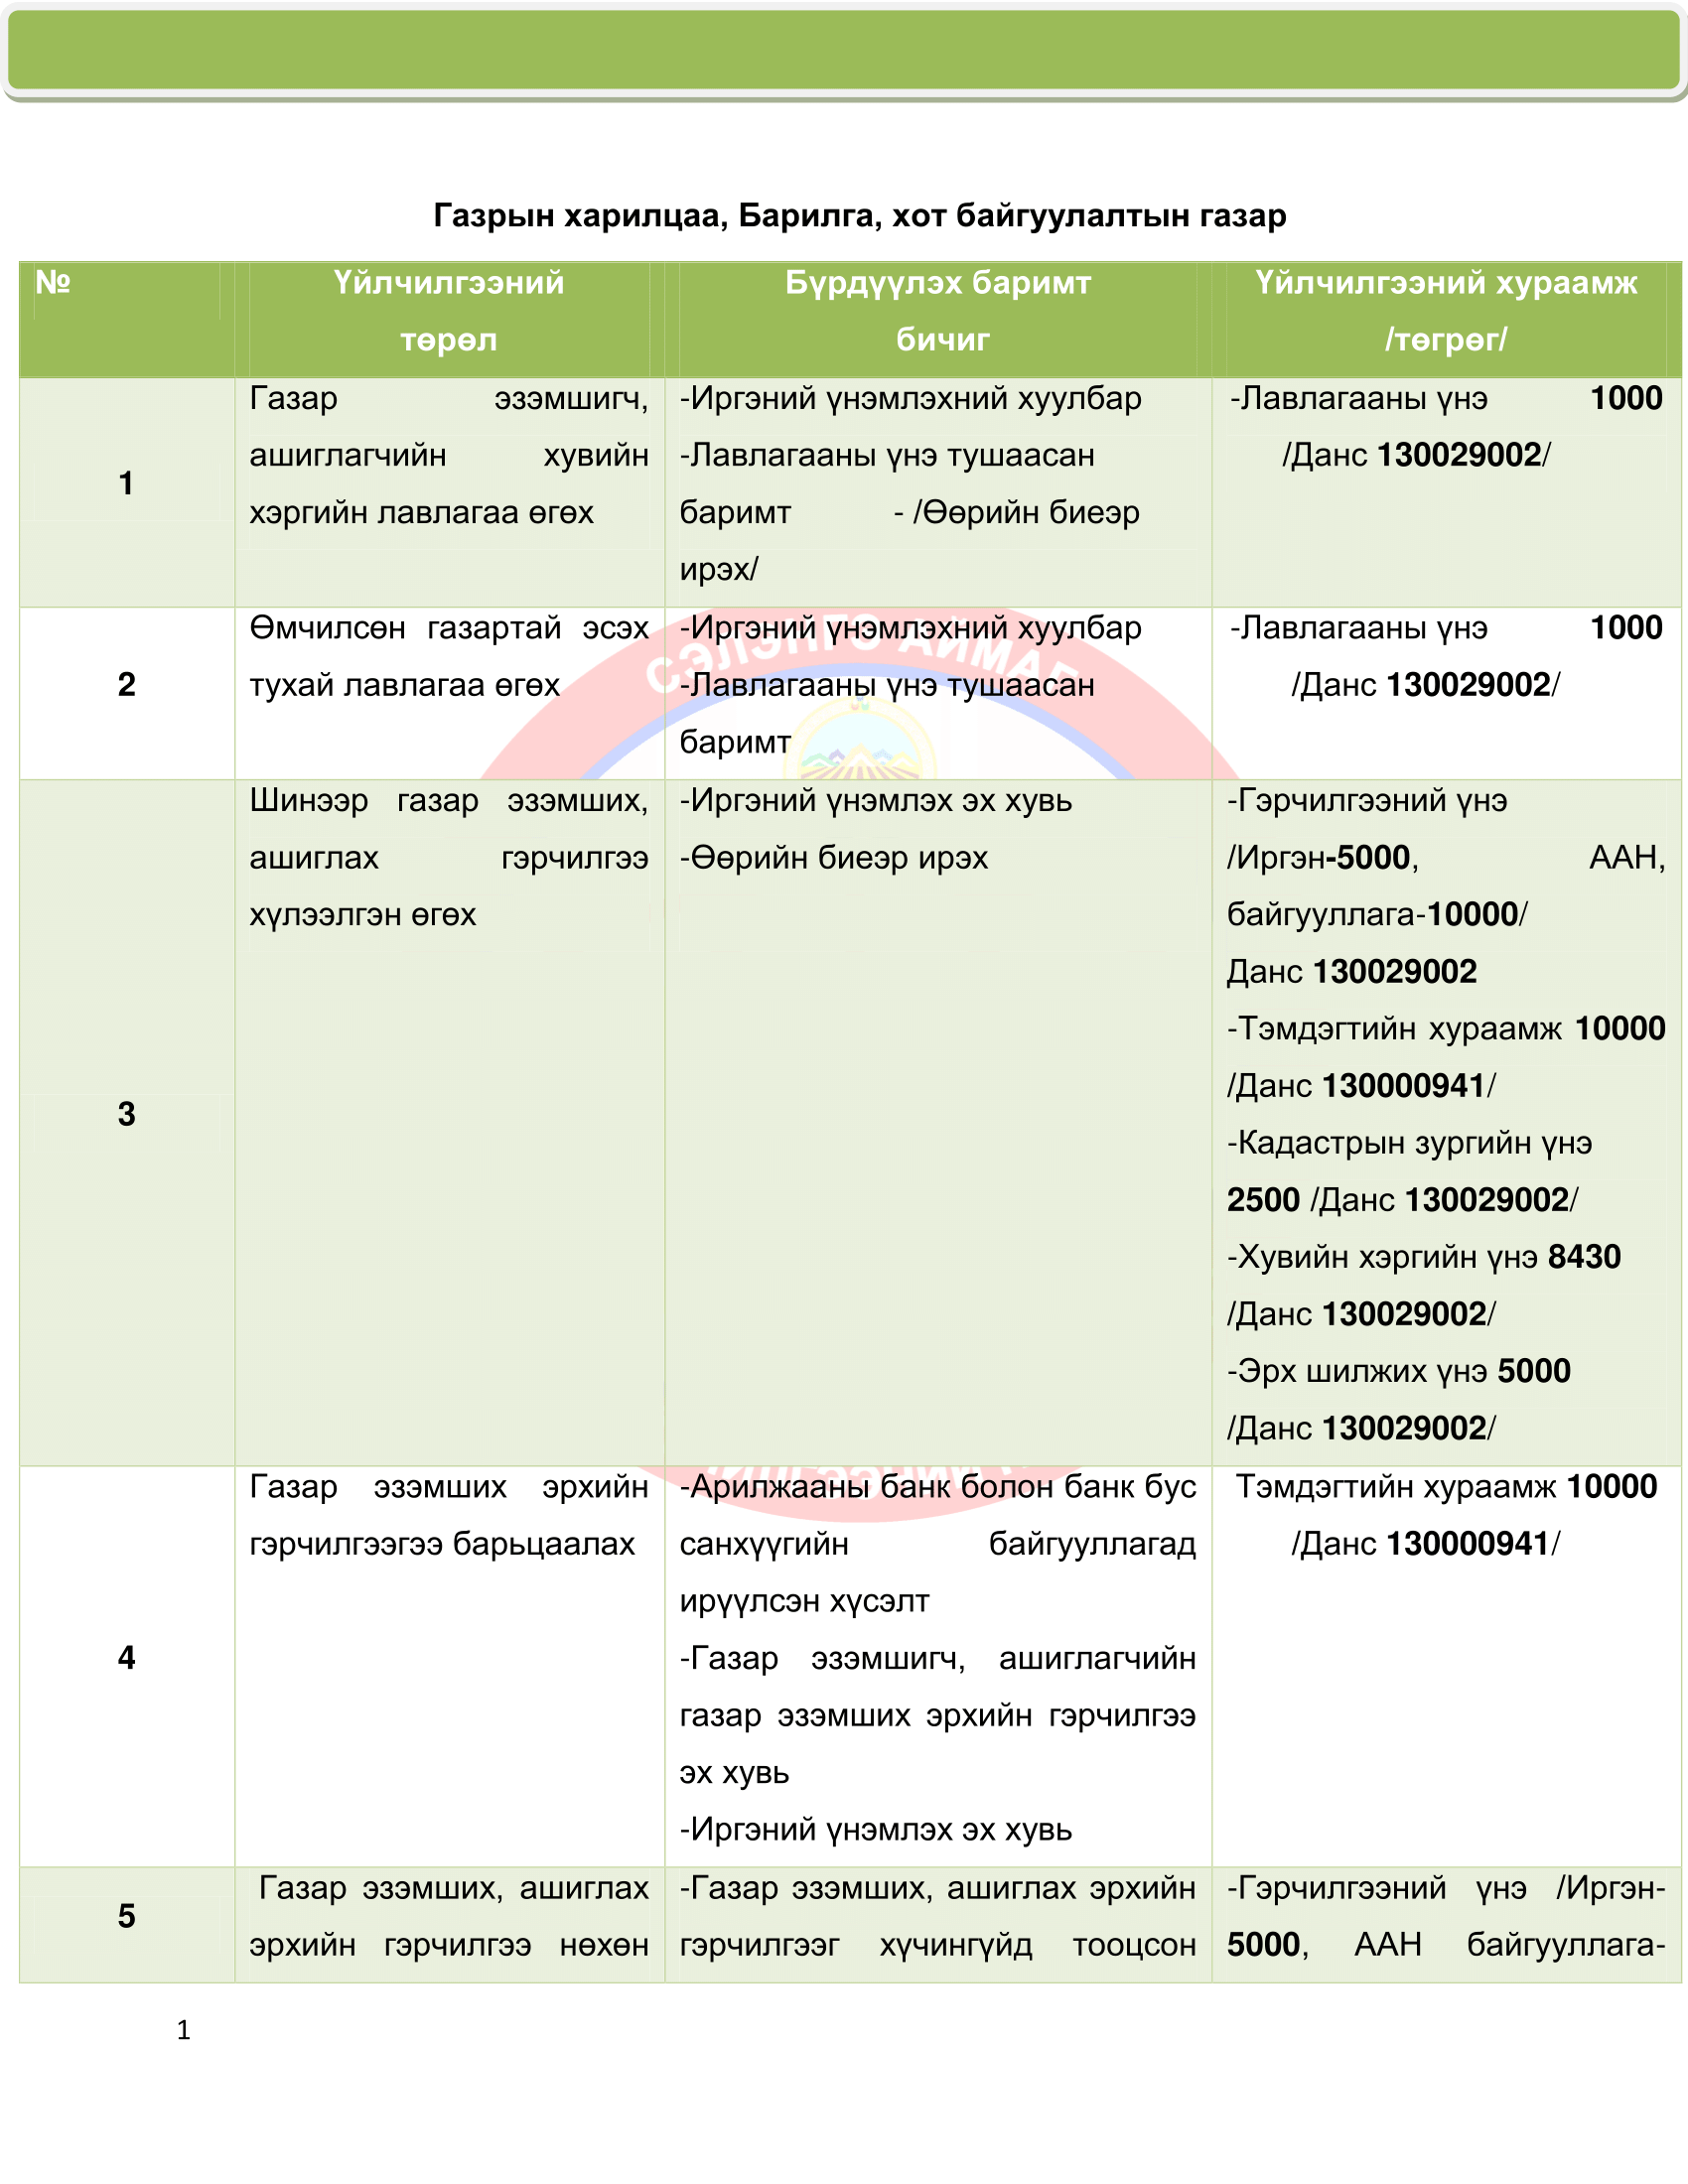 Газрын харилцаа, Барилга, хот байгуулалтын газар
№
Үйлчилгээний
төрөл
Бүрдүүлэх баримт
бичиг
Үйлчилгээний хураамж
/төгрөг/
1
Газар эзэмшигч,
ашиглагчийн хувийн
хэргийн лавлагаа өгөх
-Иргэний үнэмлэхний хуулбар
-Лавлагааны үнэ тушаасан
баримт - /Өөрийн биеэр
ирэх/
-Лавлагааны үнэ 1000
/Данс 130029002/
2
Өмчилсөн газартай эсэх
тухай лавлагаа өгөх
-Иргэний үнэмлэхний хуулбар
-Лавлагааны үнэ тушаасан
баримт
-Лавлагааны үнэ 1000
/Данс 130029002/
СЭЛЭНГЭ АЙМАГ
3
Шинээр газар эзэмших,
ашиглах гэрчилгээ
хүлээлгэн өгөх
-Иргэний үнэмлэх эх хувь
-Өөрийн биеэр ирэх
-Гэрчилгээний үнэ
/Иргэн-5000, ААН,
байгууллага-10000/
Данс 130029002
-Тэмдэгтийн хураамж 10000
/Данс 130000941/
-Кадастрын зургийн үнэ
2500 /Данс 130029002/
-Хувийн хэргийн үнэ 8430
/Данс 130029002/
-Эрх шилжих үнэ 5000
/Данс 130029002/
4
Газар эзэмших эрхийн
гэрчилгээгээ барьцаалах
-Арилжааны банк болон банк бус
санхүүгийн байгууллагад
ирүүлсэн хүсэлт
-Газар эзэмшигч, ашиглагчийн
газар эзэмших эрхийн гэрчилгээ
эх хувь
-Иргэний үнэмлэх эх хувь
Тэмдэгтийн хураамж 10000
/Данс 130000941/
5
Газар эзэмших, ашиглах
эрхийн гэрчилгээ нөхөн
-Газар эзэмших, ашиглах эрхийн
гэрчилгээг хүчингүйд тооцсон
-Гэрчилгээний үнэ /Иргэн-
5000, ААН байгууллага-
1